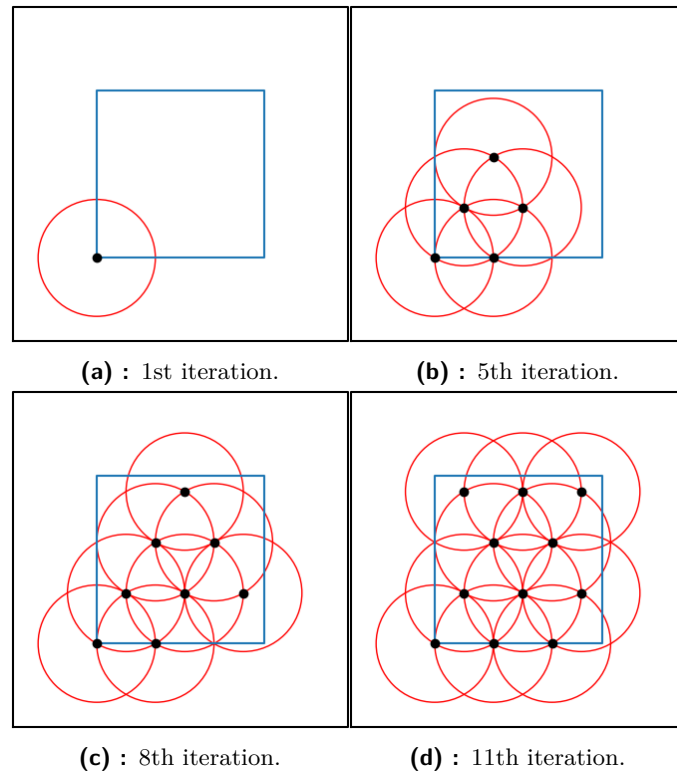 (a) : 1st iteration.
(b) : 5th iteration.
(c) : 8th iteration.
(d) : 11th iteration.